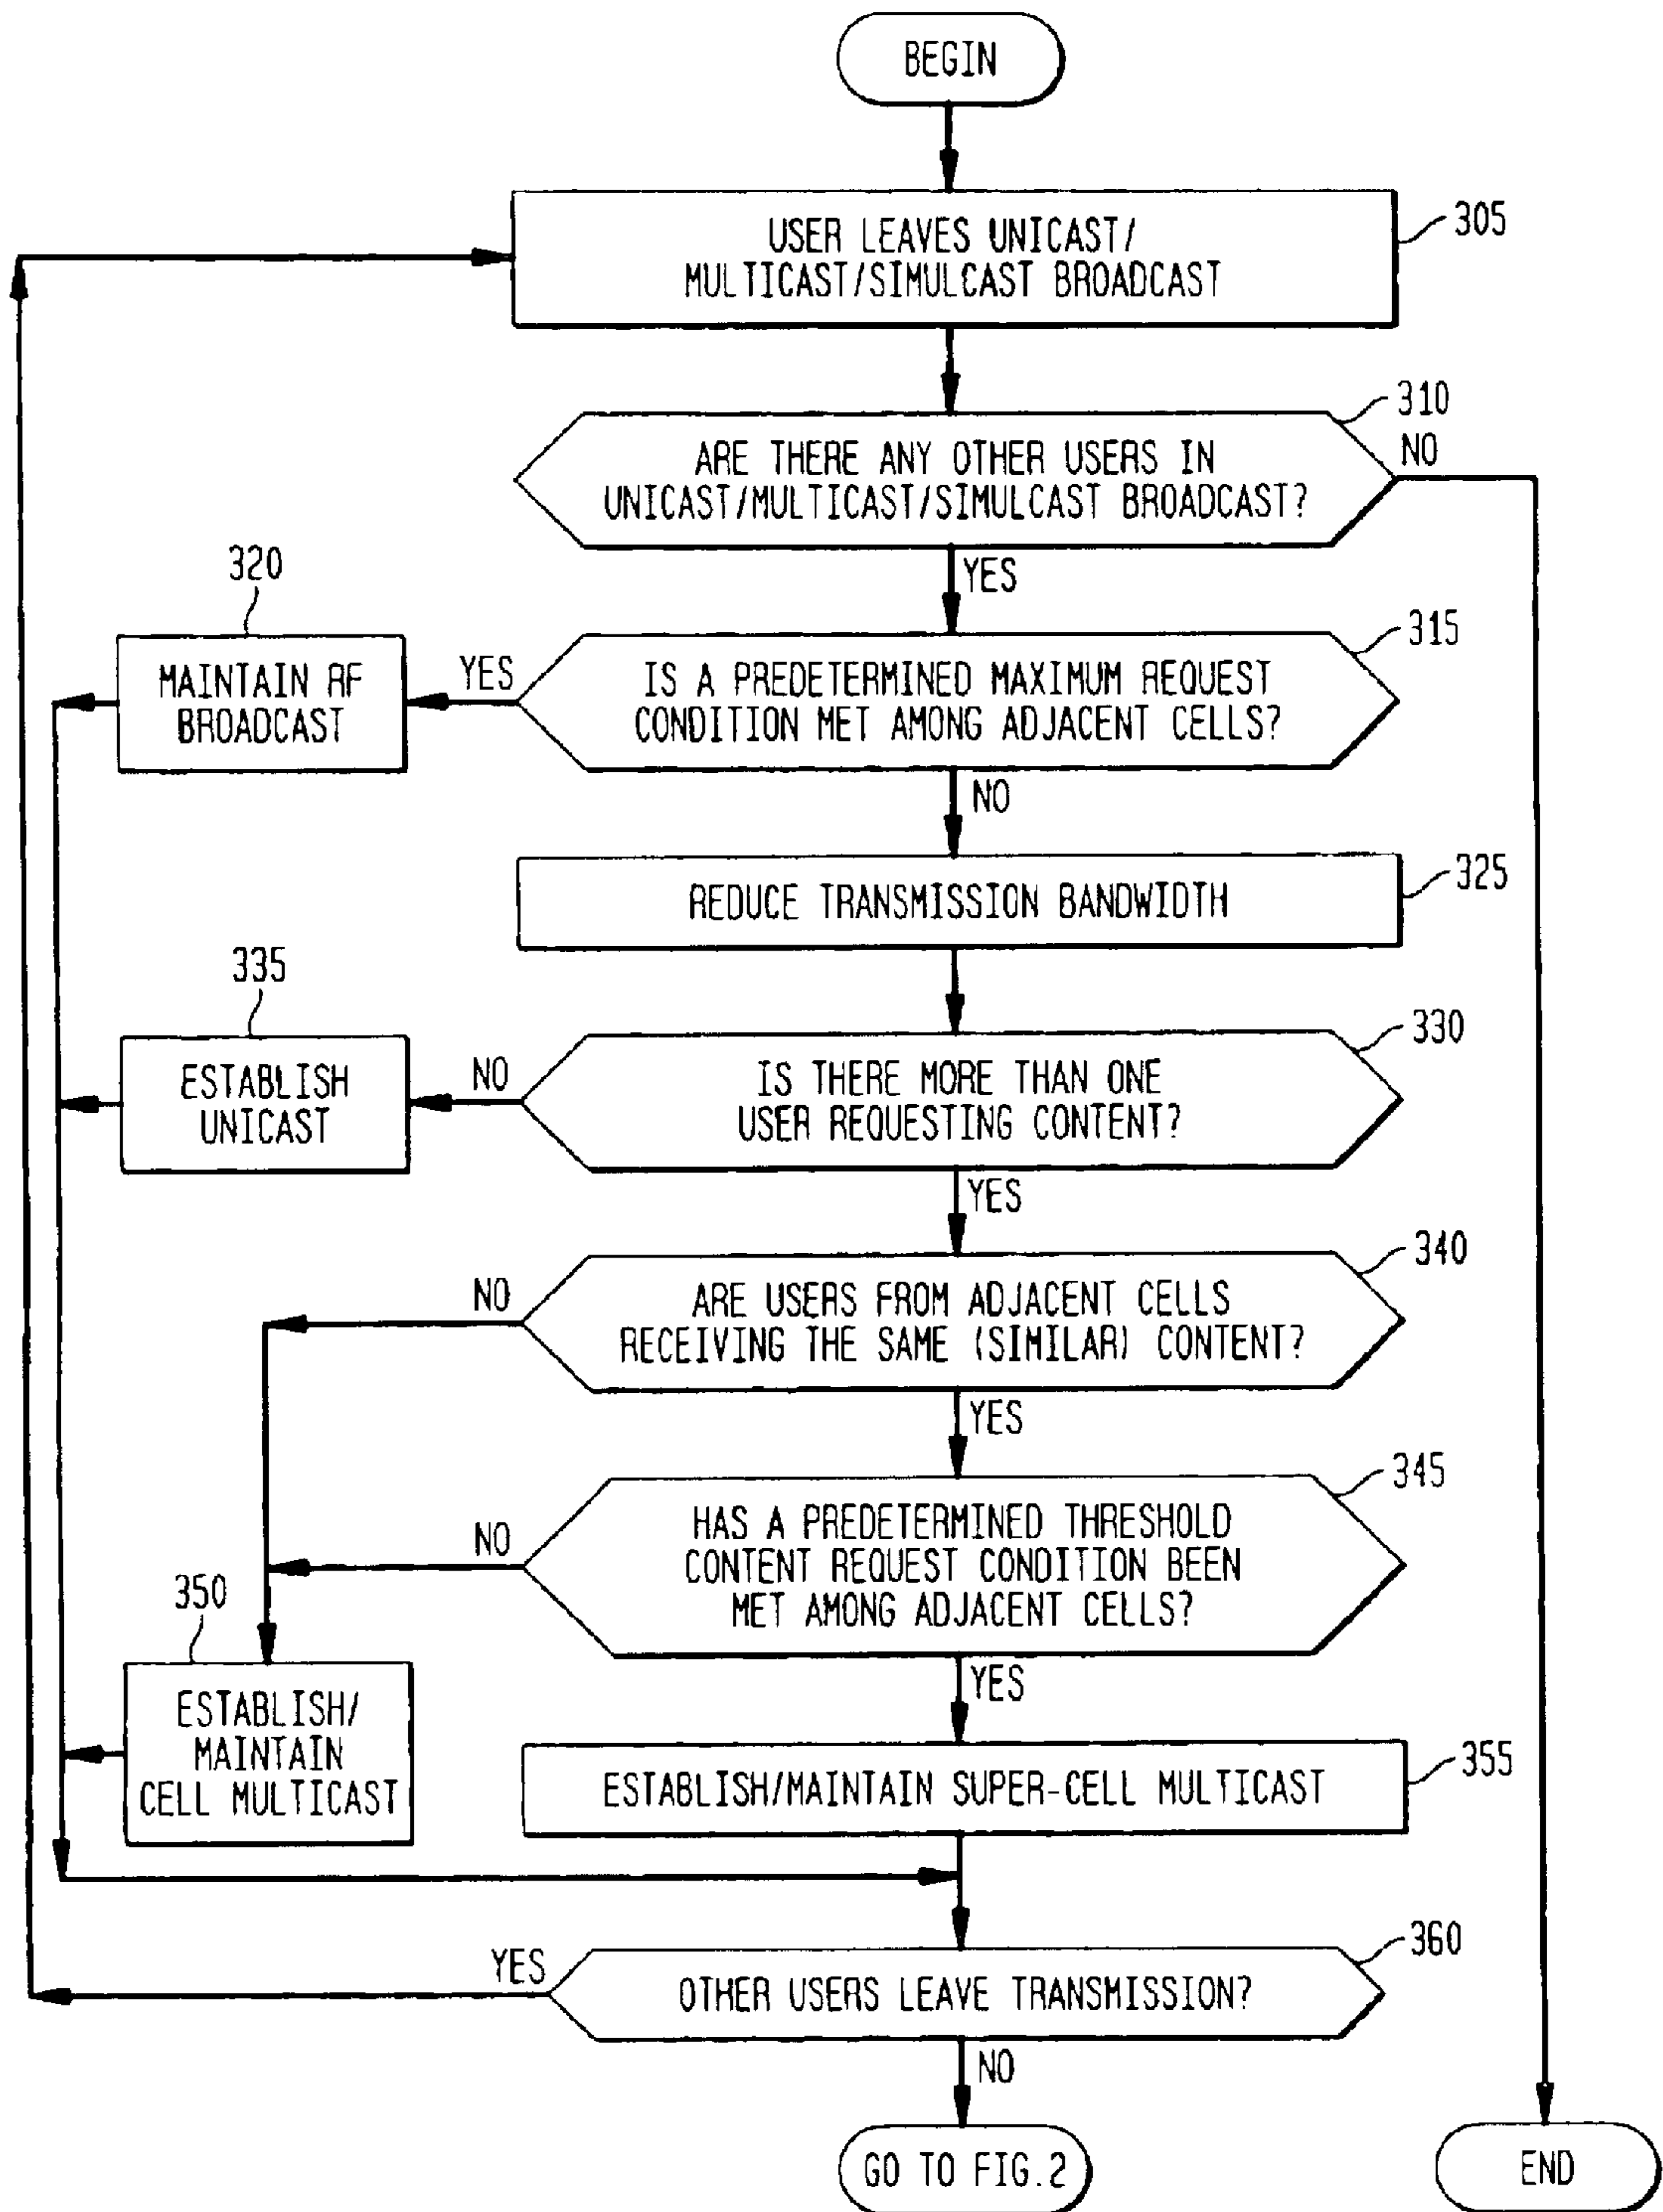 BEGIN
USER LEAVES UNICAST/
MULTICAST/SIMULCAST BROADCAST
305
310
ARE THERE ANY OTHER USERS IN
UNICAST/MULTICAST/SIMULCAST BROADCAST?
NO
YES
320
MAINTAIN RF
BROADCAST
YES
315
IS A PREDETERMINED MAXIMUM REQUEST
CONDITION MET AMONG ADJACENT CELLS?
NO
REDUCE TRANSMISSION BANDWIDTH
325
335
ESTABLISH
UNICAST
NO
330
IS THERE MORE THAN ONE
USER REQUESTING CONTENT?
YES
NO
340
ARE USERS FROM ADJACENT CELLS
RECEIVING THE SAME (SIMILAR) CONTENT?
YES
NO
345
HAS A PREDETERMINED THRESHOLD
CONTENT REQUEST CONDITION BEEN
MET AMONG ADJACENT CELLS?
350
ESTABLISH/
MAINTAIN
CELL MULTICAST
YES
ESTABLISH/MAINTAIN SUPER-CELL MULTICAST
355
YES
360
OTHER USERS LEAVE TRANSMISSION?
NO
GO TO FIG.2
END